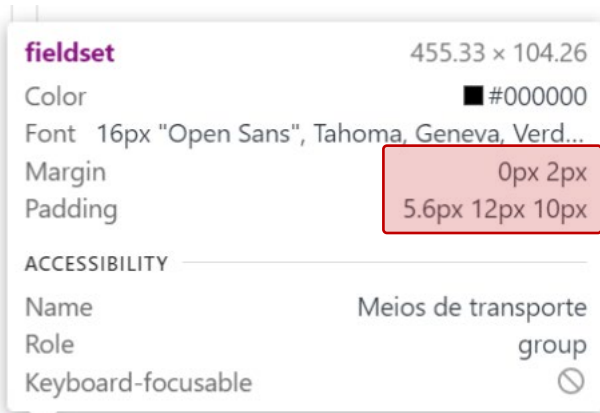 fieldset 455.33 × 104.26
Color #000000
Font 16px "Open Sans", Tahoma, Geneva, Verd...
Margin 0px 2px
Padding 5.6px 12px 10px
ACCESSIBILITY
Name Meios de transporte
Role group
Keyboard-focusable